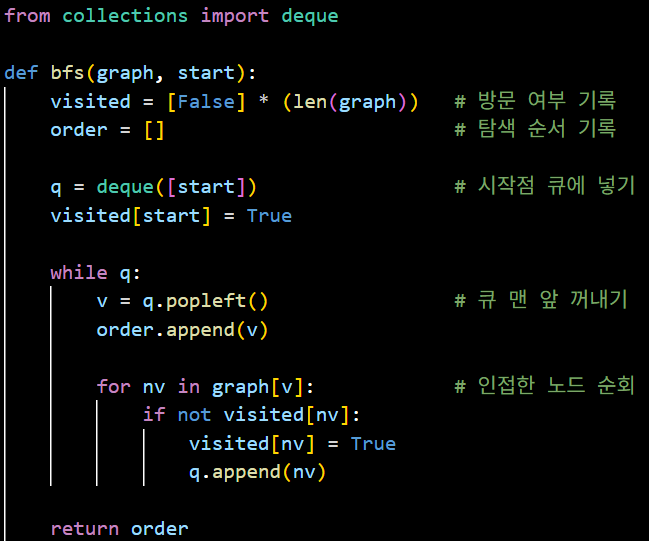 from collections import deque
def bfs(graph, start):
    visited = [False] * (len(graph))   # 방문 여부 기록
    order = []                         # 탐색 순서 기록
    q = deque([start])                 # 시작점 큐에 넣기
    visited[start] = True
    while q:
        v = q.popleft()                # 큐 맨 앞 꺼내기
        order.append(v)
        for nv in graph[v]:            # 인접한 노드 순회
            if not visited[nv]:
                visited[nv] = True
                q.append(nv)
    return order